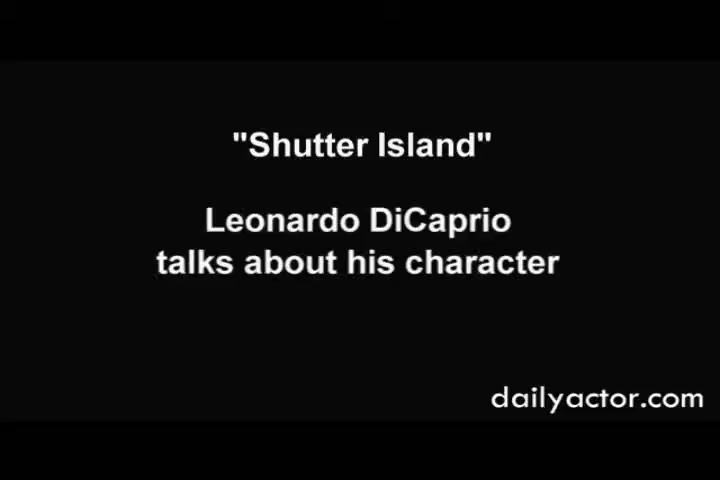 "Shutter Island"
Leonardo DiCaprio
talks about his character
dailyactor.com